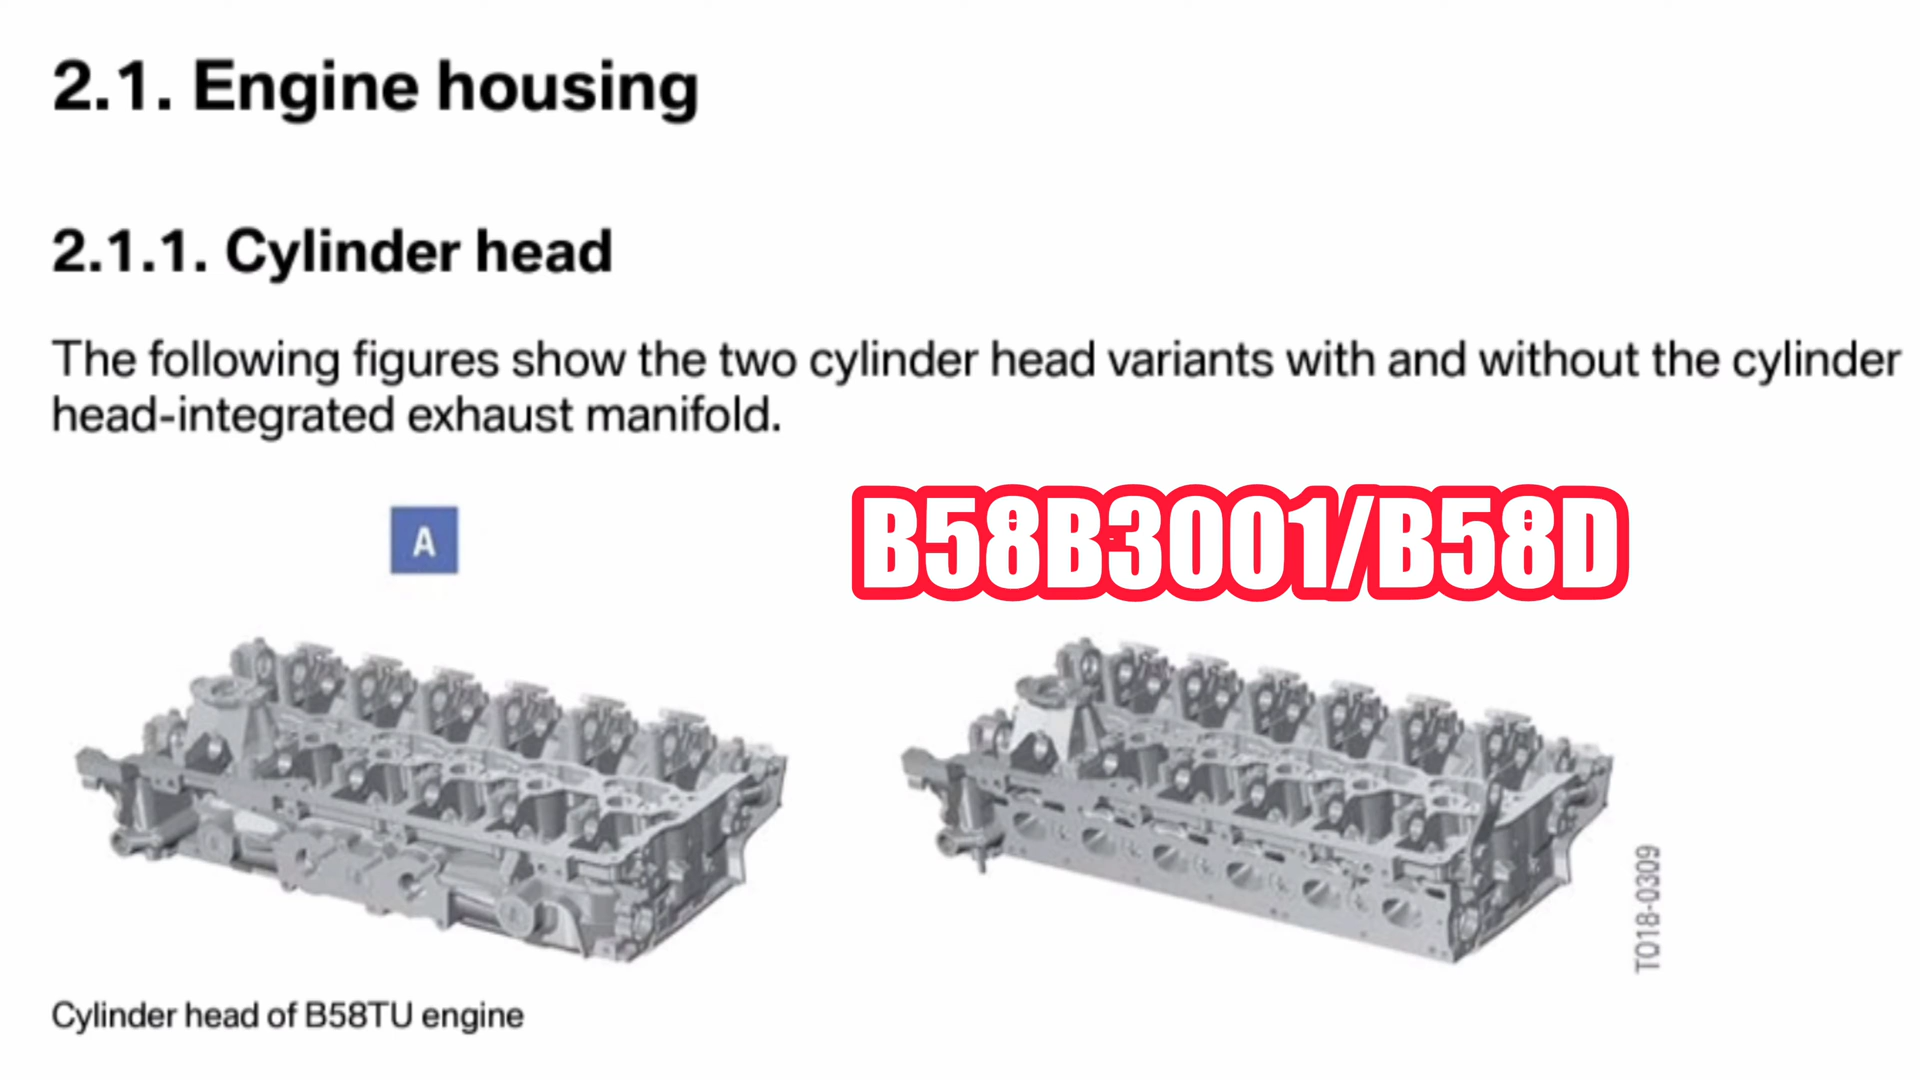 2.1. Engine housing
2.1.1. Cylinder head
The following figures show the two cylinder head variants with and without the cylinder
head-integrated exhaust manifold.
A
B58B3001/B58D
TO18-0309
Cylinder head of B58TU engine